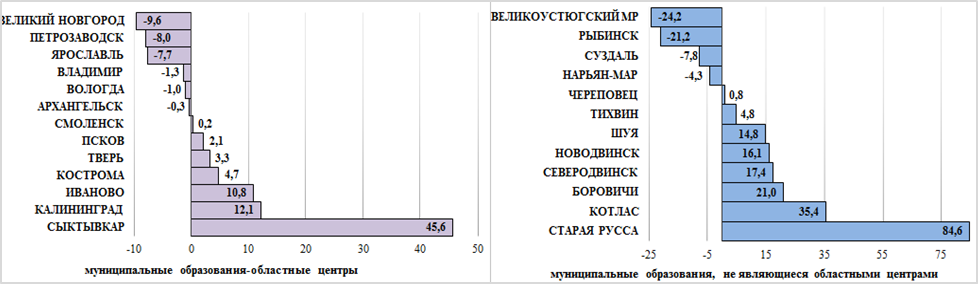 ВЕЛИКИЙ НОВГОРОД -9,6
ПЕТРОЗАВОДСК -8,0
ЯРОСЛАВЛЬ -7,7
ВЛАДИМИР -1,3
ВОЛОГДА -1,0
АРХАНГЕЛЬСК -0,3
СМОЛЕНСК 0,2
ПСКОВ 2,1
ТВЕРЬ 3,3
КОСТРОМА 4,7
ИВАНОВО 10,8
КАЛИНИНГРАД 12,1
СЫКТЫВКАР 45,6
-10 0 10 20 30 40 50
муниципальные образования-областные центры
ВЕЛИКОУСТЮГСКИЙ МР -24,2
РЫБИНСК -21,2
СУЗДАЛЬ -7,8
НАРЬЯН-МАР -4,3
ЧЕРЕПОВЕЦ 0,8
ТИХВИН 4,8
ШУЯ 14,8
НОВОДВИНСК 16,1
СЕВЕРОДВИНСК 17,4
БОРОВИЧИ 21,0
КОТЛАС 35,4
СТАРАЯ РУССА 84,6
-25 -5 15 35 55 75
муниципальные образования, не являющиеся областными центрами